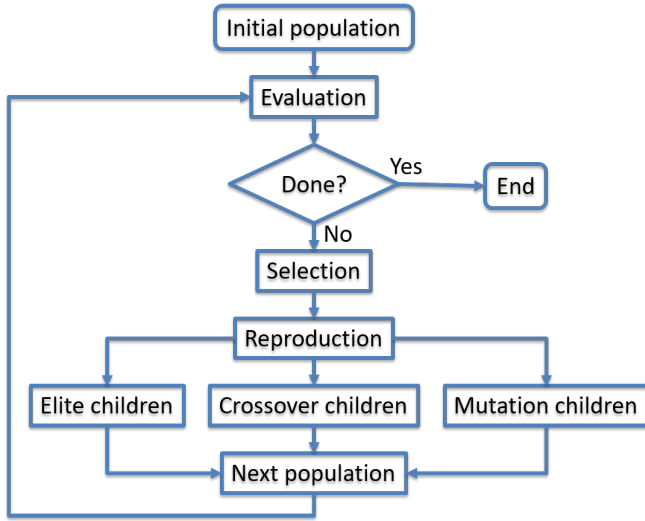 Initial population
Evaluation
Done?
Yes
End
No
Selection
Reproduction
Elite children
Crossover children
Mutation children
Next population